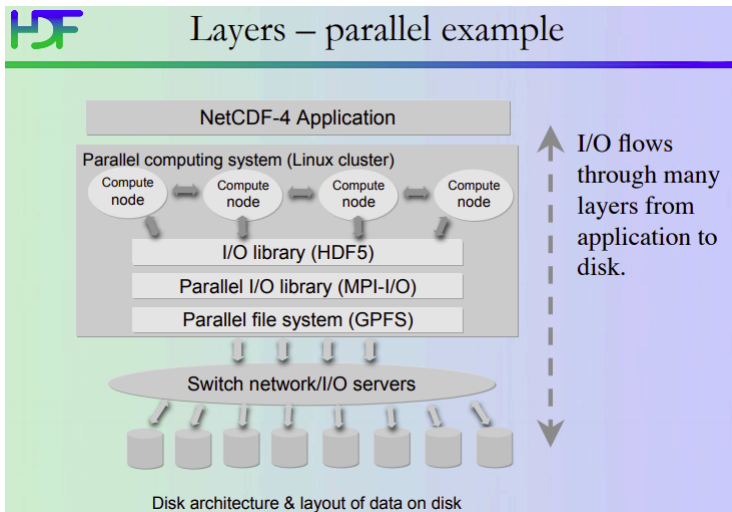 HDF
Layers – parallel example
NetCDF-4 Application
Parallel computing system (Linux cluster)
Compute
node
Compute
node
Compute
node
Compute
node
I/O library (HDF5)
Parallel I/O library (MPI-I/O)
Parallel file system (GPFS)
Switch network/I/O servers
Disk architecture & layout of data on disk
I/O flows
through many
layers from
application to
disk.